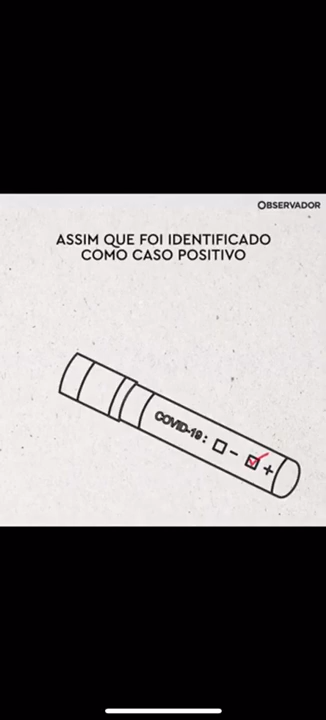 OBSERVADOR
ASSIM QUE FOI IDENTIFICADO
COMO CASO POSITIVO
COVID-19: - +